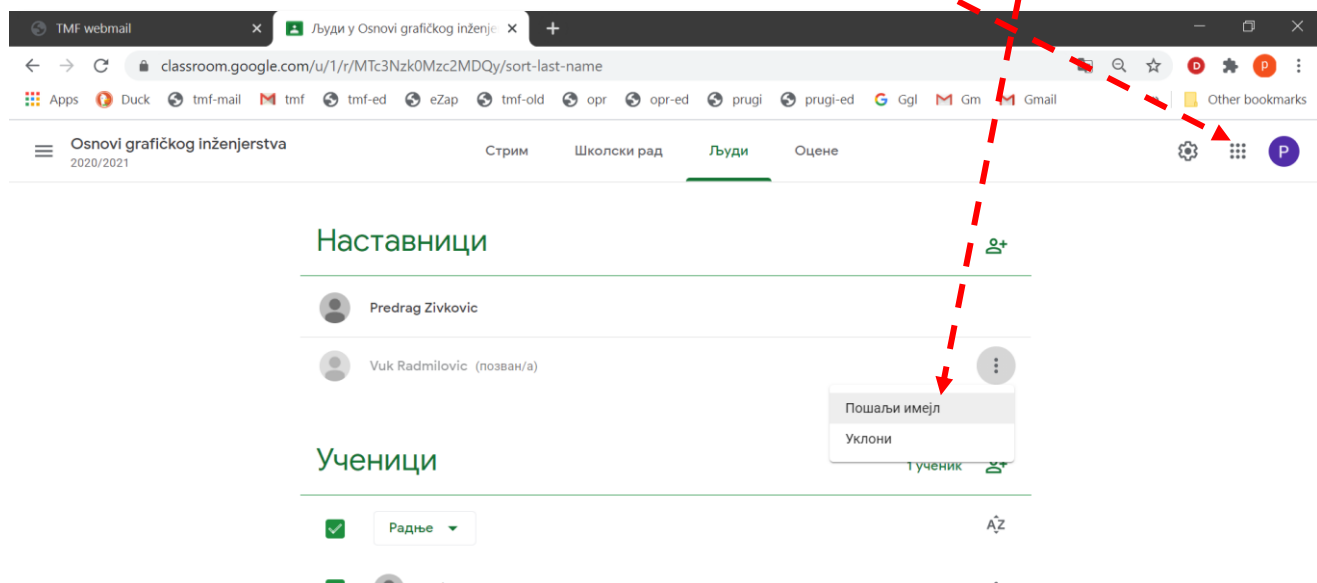 TMF webmail
Људи у Osnovi grafičkog inženje
classroom.google.com/u/1/r/MTc3Nzk0Mzc2MDQy/sort-last-name
D P
Apps Duck tmf-mail tmf tmf-ed eZap tmf-old opr opr-ed prugi prugi-ed Ggl Gm Gmail » Other bookmarks
Osnovi grafičkog inženjerstva
2020/2021
Стрим Школски рад Људи Оцене
P
Наставници
Predrag Zivkovic
Vuk Radmilovic (позван/а)
Пошаљи имејл
Уклони
Ученици
1 ученик
Радње
AZ